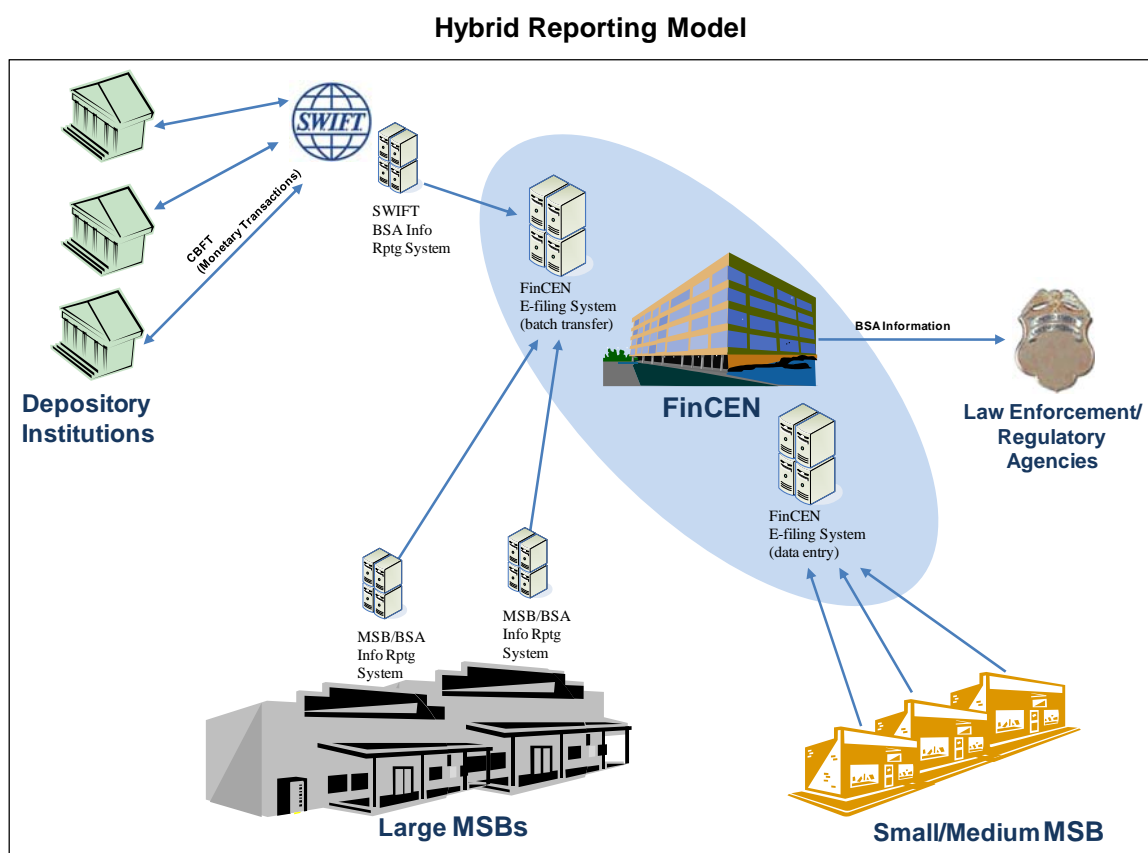 Hybrid Reporting Model
SWIFT
CBFT
(Monetary Transactions)
SWIFT
BSA Info
Rptg System
FinCEN
E-filing System
(batch transfer)
BSA Information
Depository
Institutions
FinCEN
Law Enforcement/
Regulatory
Agencies
FinCEN
E-filing System
(data entry)
MSB/BSA
Info Rptg
System
MSB/BSA
Info Rptg
System
Large MSBs
Small/Medium MSB